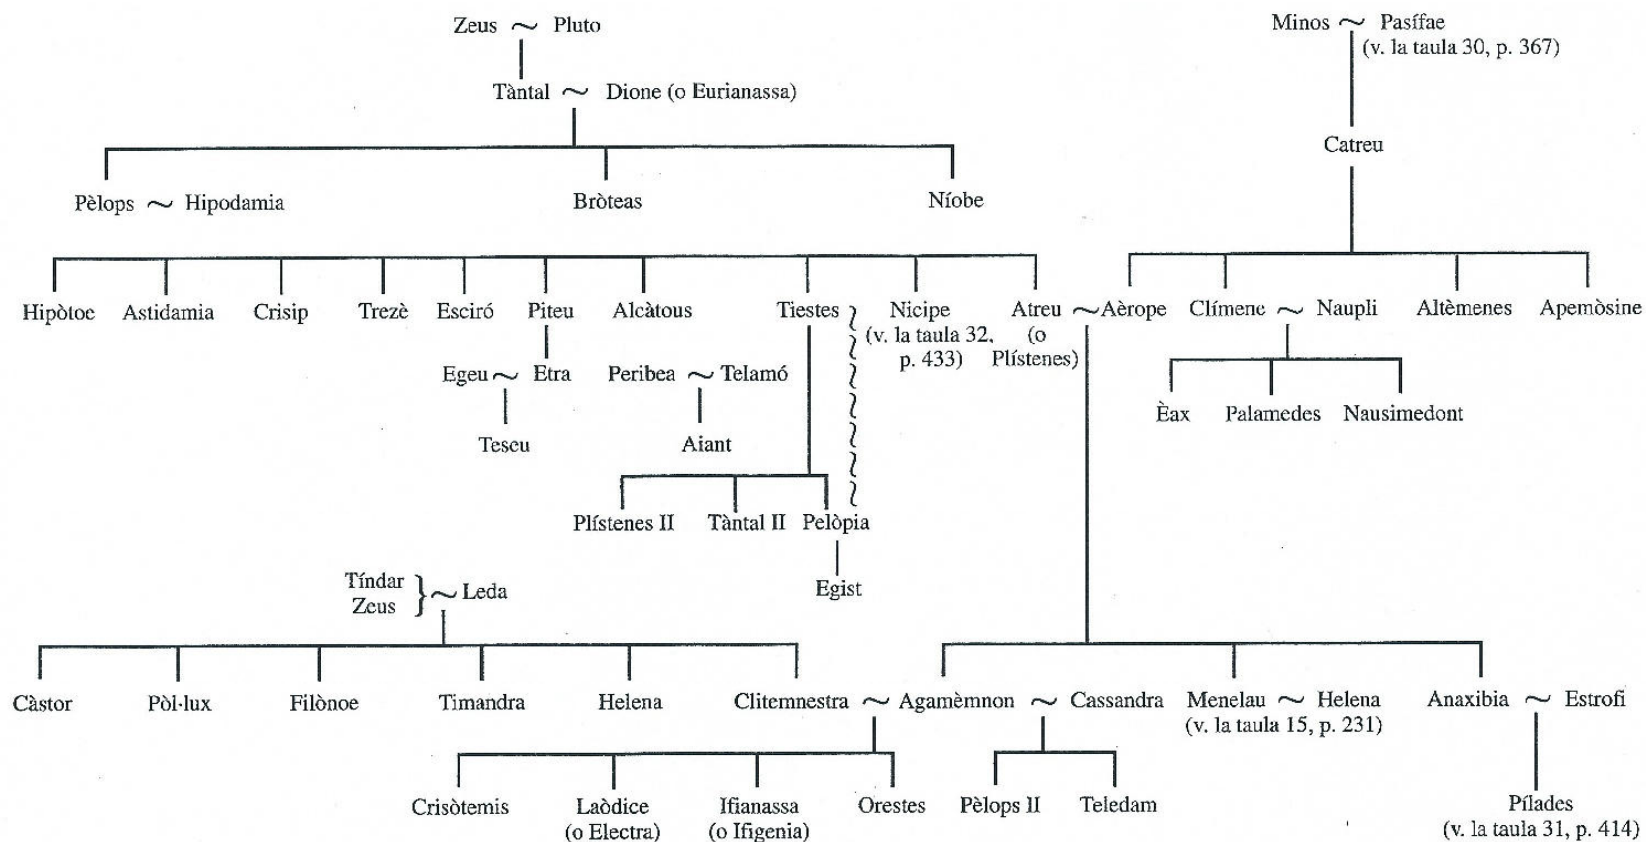 Zeus ~ Pluto
Minos ~ Pasífae
(v. la taula 30, p. 367)
Tàntal ~ Dione (o Eurianassa)
Catreu
Pèlops ~ Hipodamia
Bròteas
Níobe
Hipòtoe
Astidamia
Crisip
Trezè
Esciró
Piteu
Alcàtous
Tiestes
Nicipe
(v. la taula 32,
p. 433)
Atreu ~ Aèrope
(o
Plístenes)
Clímene ~ Naupli
Altèmenes
Apemòsine
Egeu ~ Etra
Peribea ~ Telamó
Èax
Palamedes
Nausimedont
Teseu
Aiant
Plístenes II
Tàntal II
Pelòpia
Egist
Tíndar
Zeus } ~ Leda
Càstor
Pòl·lux
Filònoe
Timandra
Helena
Clitemnestra ~ Agamèmnon ~ Cassandra
Menelau ~ Helena
(v. la taula 15, p. 231)
Anaxibia ~ Estrofi
Crisòtemis
Laòdice
(o Electra)
Ifianassa
(o Ifigenia)
Orestes
Pèlops II
Teledam
Pílades
(v. la taula 31, p. 414)